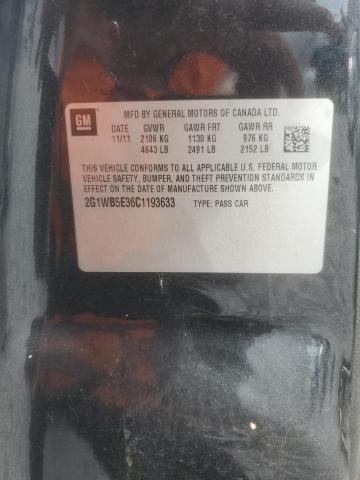 GM
MFD BY GENERAL MOTORS OF CANADA LTD.
DATE GVWR GAWR FRT GAWR RR
11/11 2106 KG 1130 KG 976 KG
4643 LB 2491 LB 2152 LB
THIS VEHICLE CONFORMS TO ALL APPLICABLE U.S. FEDERAL MOTOR
VEHICLE SAFETY, BUMPER, AND THEFT PREVENTION STANDARDS
IN EFFECT ON THE DATE OF MANUFACTURE SHOWN ABOVE.
2G1WB5E36C1193633 TYPE: PASS CAR